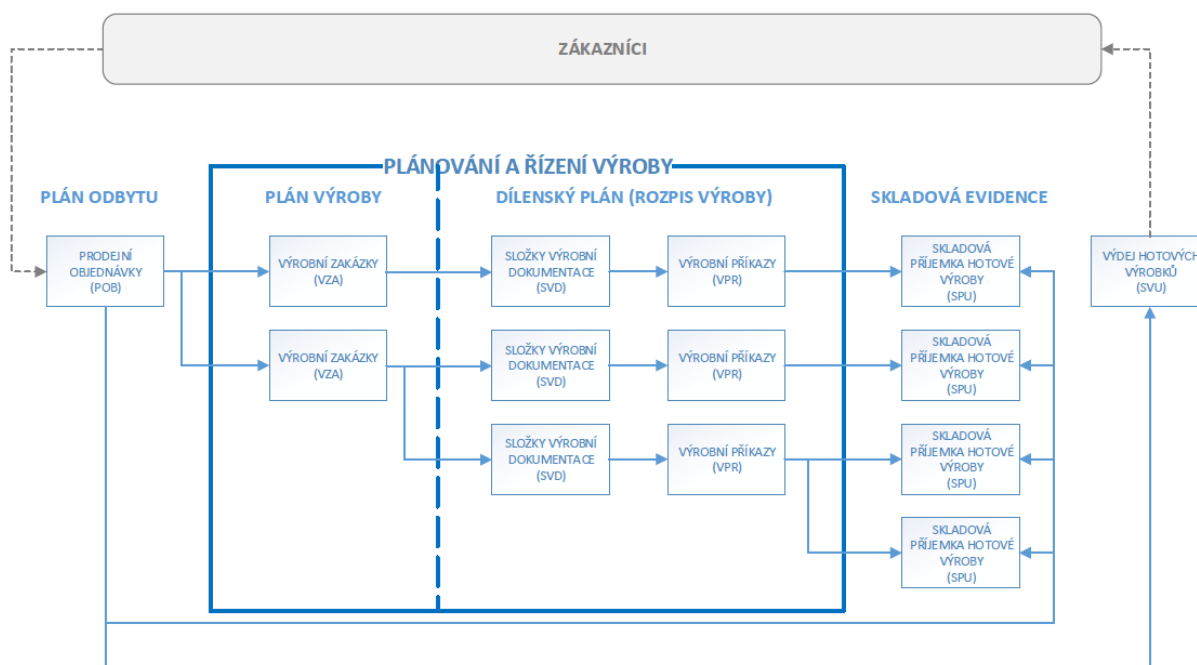 ZÁKAZNÍCI
PLÁNOVÁNÍ A ŘÍZENÍ VÝROBY
PLÁN ODBYTU
PLÁN VÝROBY
DÍLENSKÝ PLÁN (ROZPIS VÝROBY)
SKLADOVÁ EVIDENCE
PRODEJNÍ
OBJEDNÁVKY
(POB)
VÝROBNÍ ZAKÁZKY
(VZA)
SLOŽKY VÝROBNÍ
DOKUMENTACE
(SVD)
VÝROBNÍ PŘÍKAZY
(VPR)
SKLADOVÁ
PŘÍJEMKA HOTOVÉ
VÝROBY
(SPU)
VÝDEJ HOTOVÝCH
VÝROBKŮ
(SVU)
VÝROBNÍ ZAKÁZKY
(VZA)
SLOŽKY VÝROBNÍ
DOKUMENTACE
(SVD)
VÝROBNÍ PŘÍKAZY
(VPR)
SKLADOVÁ
PŘÍJEMKA HOTOVÉ
VÝROBY
(SPU)
SLOŽKY VÝROBNÍ
DOKUMENTACE
(SVD)
VÝROBNÍ PŘÍKAZY
(VPR)
SKLADOVÁ
PŘÍJEMKA HOTOVÉ
VÝROBY
(SPU)
SKLADOVÁ
PŘÍJEMKA HOTOVÉ
VÝROBY
(SPU)